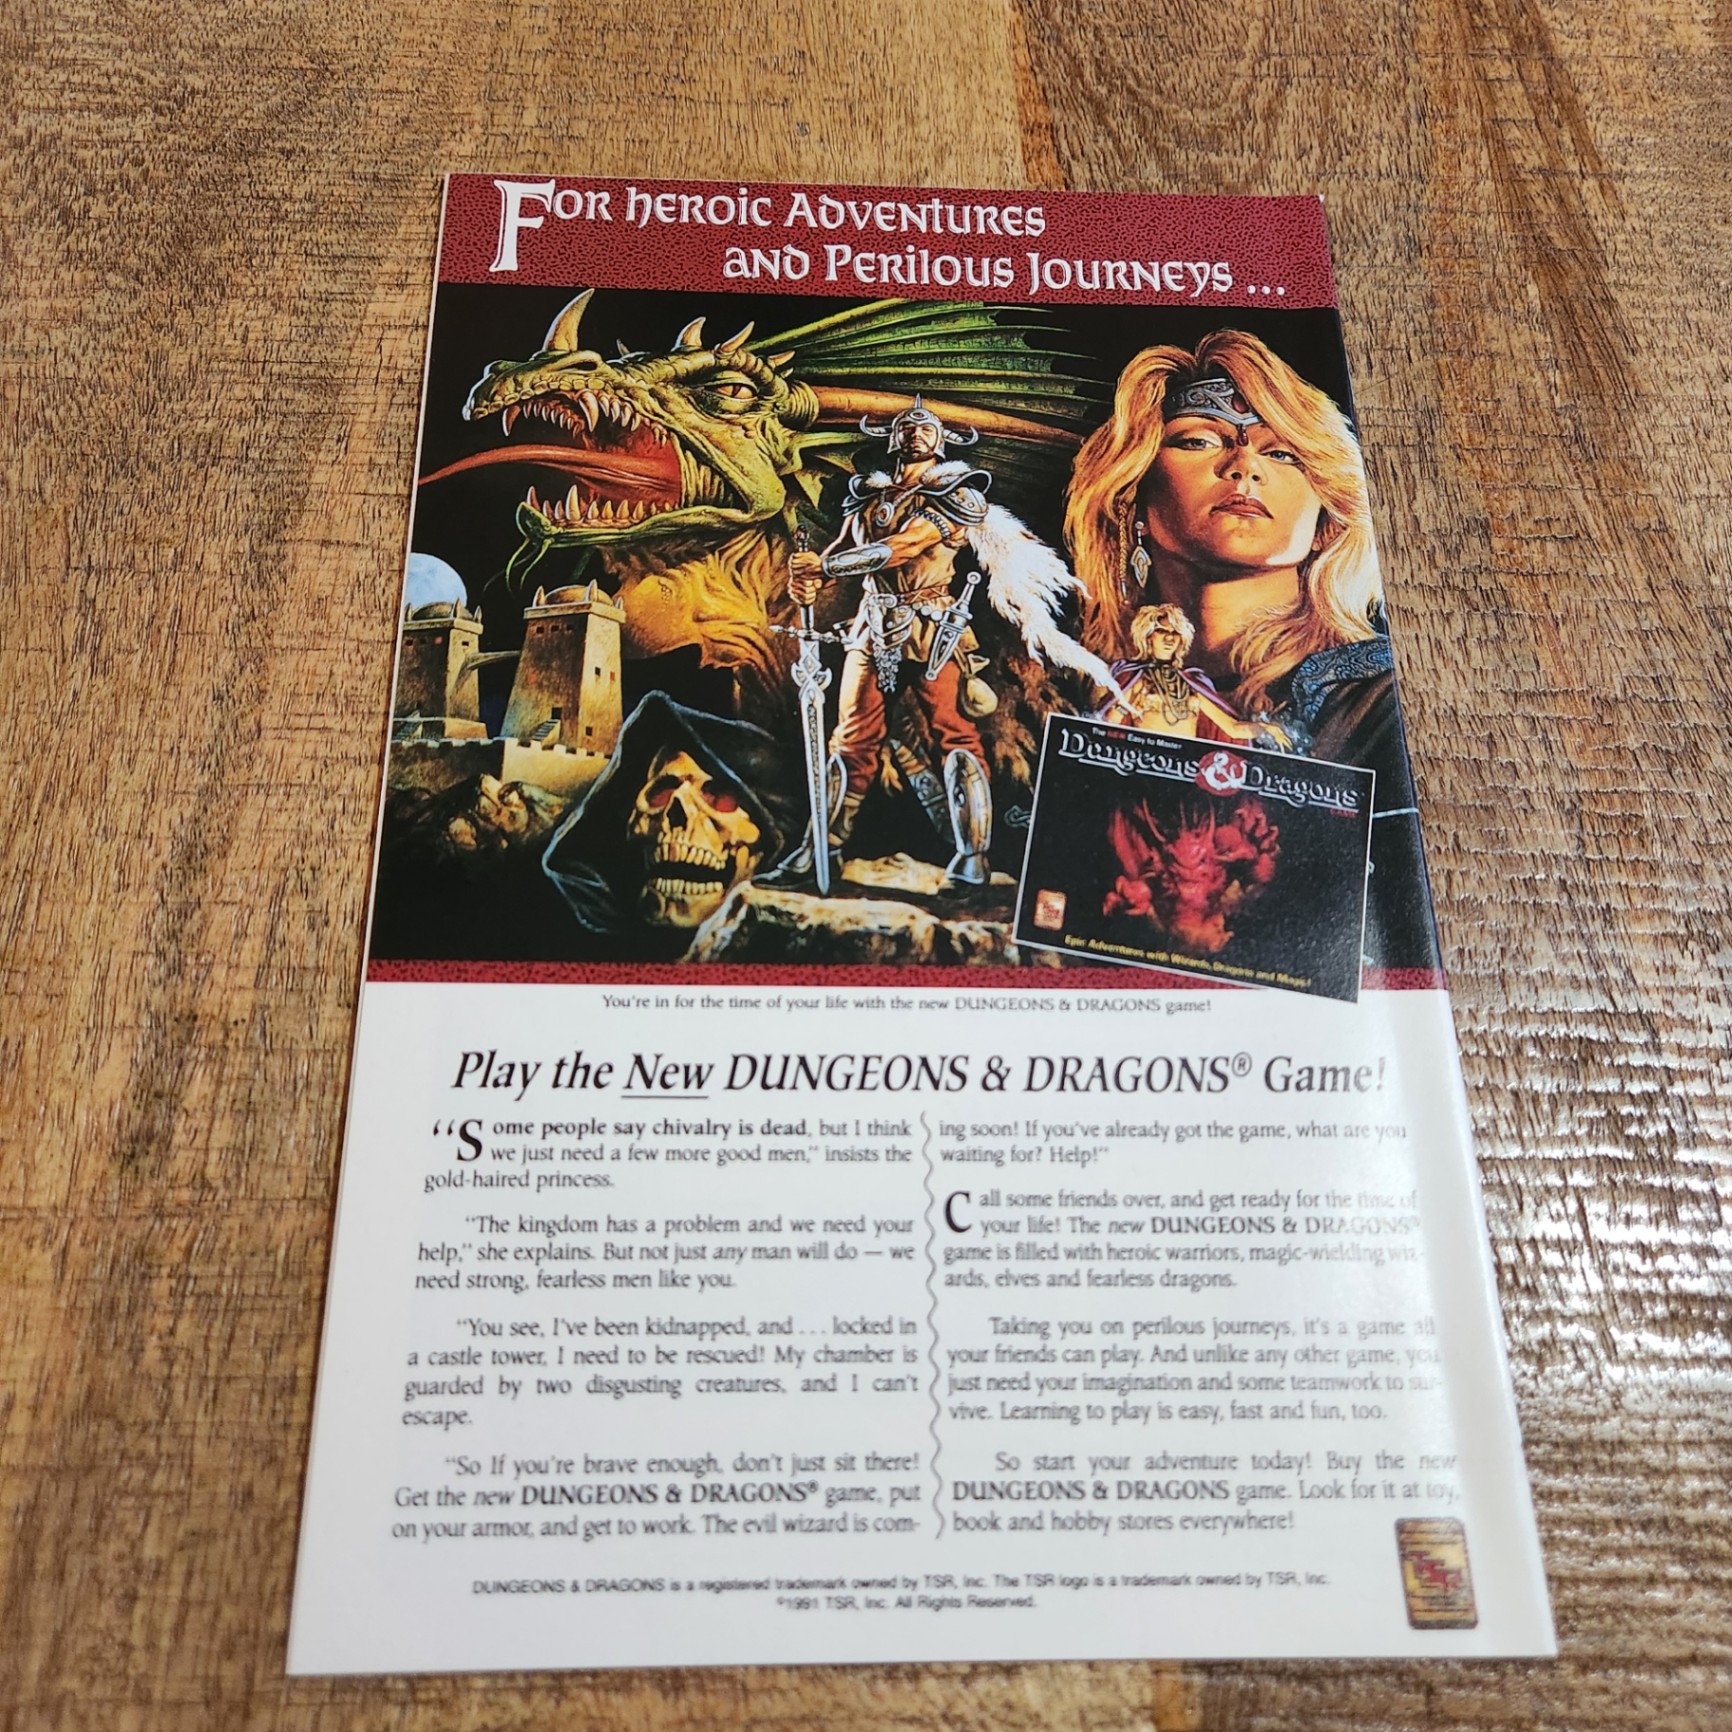 For Heroic Adventures
and Perilous Journeys ...
The NEW Easy to Master
Dungeons & Dragons
GAME
TSR
Epic Adventures with Wizards, Dragons and Magic!
You're in for the time of your life with the new DUNGEONS & DRAGONS game!
Play the New DUNGEONS & DRAGONS® Game!
"Some people say chivalry is dead, but I think
we just need a few more good men," insists the
gold-haired princess.
"The kingdom has a problem and we need your
help," she explains. But not just any man will do — we
need strong, fearless men like you.
"You see, I've been kidnapped, and . . . locked in
a castle tower, I need to be rescued! My chamber is
guarded by two disgusting creatures, and I can't
escape.
"So If you're brave enough, don't just sit there!
Get the new DUNGEONS & DRAGONS® game, put
on your armor, and get to work. The evil wizard is com-
ing soon! If you've already got the game, what are you
waiting for? Help!"
Call some friends over, and get ready for the time of
your life! The new DUNGEONS & DRAGONS®
game is filled with heroic warriors, magic-wielding wiz-
ards, elves and fearless dragons.
Taking you on perilous journeys, it's a game all
your friends can play. And unlike any other game, you
just need your imagination and some teamwork to sur-
vive. Learning to play is easy, fast and fun, too.
So start your adventure today! Buy the new
DUNGEONS & DRAGONS game. Look for it at toy,
book and hobby stores everywhere!
DUNGEONS & DRAGONS is a registered trademark owned by TSR, Inc. The TSR logo is a trademark owned by TSR, Inc.
©1991 TSR, Inc. All Rights Reserved.
TSR